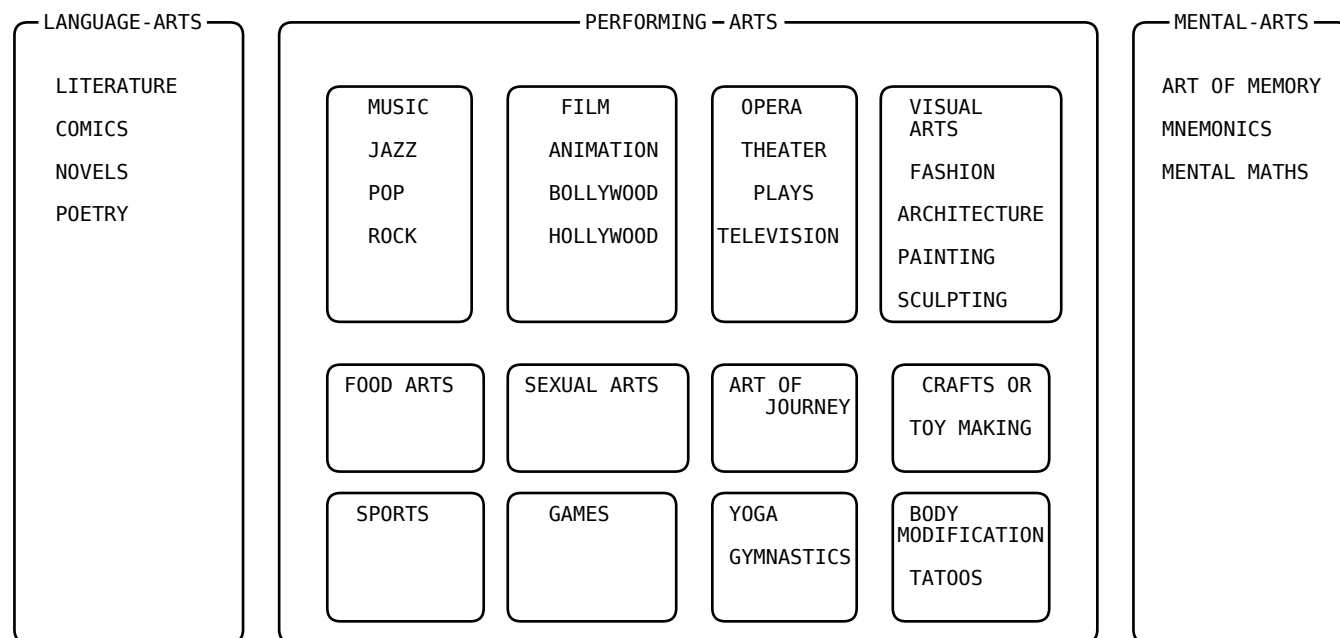 LANGUAGE-ARTS
LITERATURE
COMICS
NOVELS
POETRY
PERFORMING-ARTS
MUSIC
JAZZ
POP
ROCK
FILM
ANIMATION
BOLLYWOOD
HOLLYWOOD
OPERA
THEATER
PLAYS
TELEVISION
VISUAL
ARTS
FASHION
ARCHITECTURE
PAINTING
SCULPTING
FOOD ARTS
SEXUAL ARTS
ART OF
JOURNEY
CRAFTS OR
TOY MAKING
SPORTS
GAMES
YOGA
GYMNASTICS
BODY
MODIFICATION
TATOOS
MENTAL-ARTS
ART OF MEMORY
MNEMONICS
MENTAL MATHS